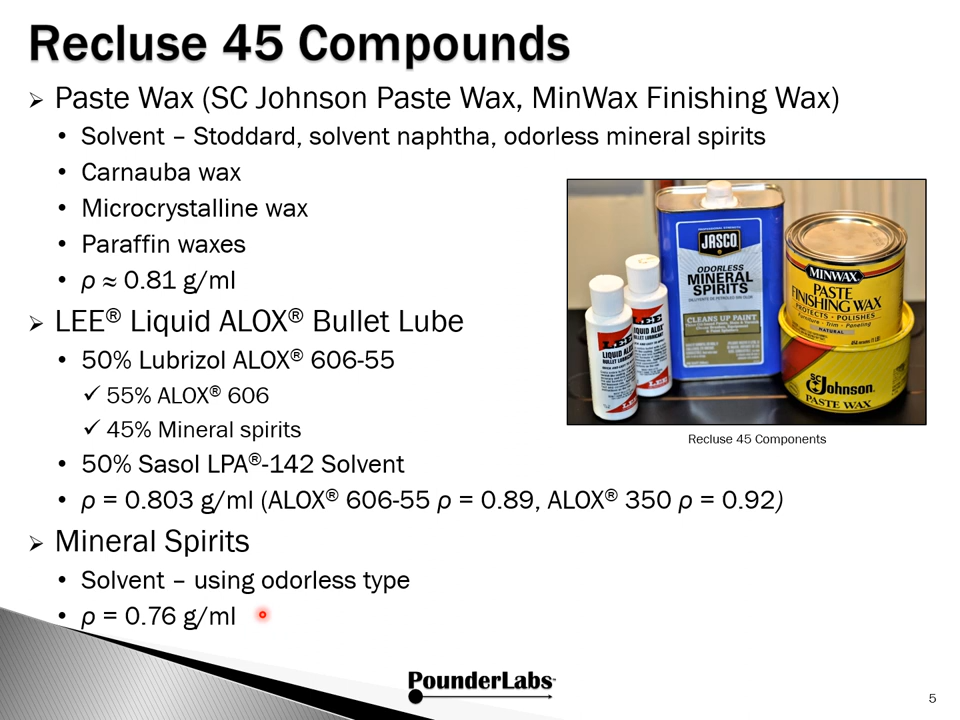 Recluse 45 Compounds
Paste Wax (SC Johnson Paste Wax, MinWax Finishing Wax)
• Solvent – Stoddard, solvent naphtha, odorless mineral spirits
• Carnauba wax
• Microcrystalline wax
• Paraffin waxes
• ρ ≈ 0.81 g/ml
LEE® Liquid ALOX® Bullet Lube
• 50% Lubrizol ALOX® 606-55
✓ 55% ALOX® 606
✓ 45% Mineral spirits
• 50% Sasol LPA®-142 Solvent
• ρ = 0.803 g/ml (ALOX® 606-55 ρ = 0.89, ALOX® 350 ρ = 0.92)
Mineral Spirits
• Solvent – using odorless type
• ρ = 0.76 g/ml
JASCO
ODORLESS
MINERAL
SPIRITS
CLEANS UP PAINT
LEE
LIQUID ALOX
BULLET LUBRICANT
LEE
LEE
LIQUID ALOX
LEE
MINWAX
PASTE
FINISHING WAX
PROTECTS · POLISHES
Furniture · Trim · Paneling
NATURAL
SC Johnson
PASTE WAX
Recluse 45 Components
PounderLabs
5